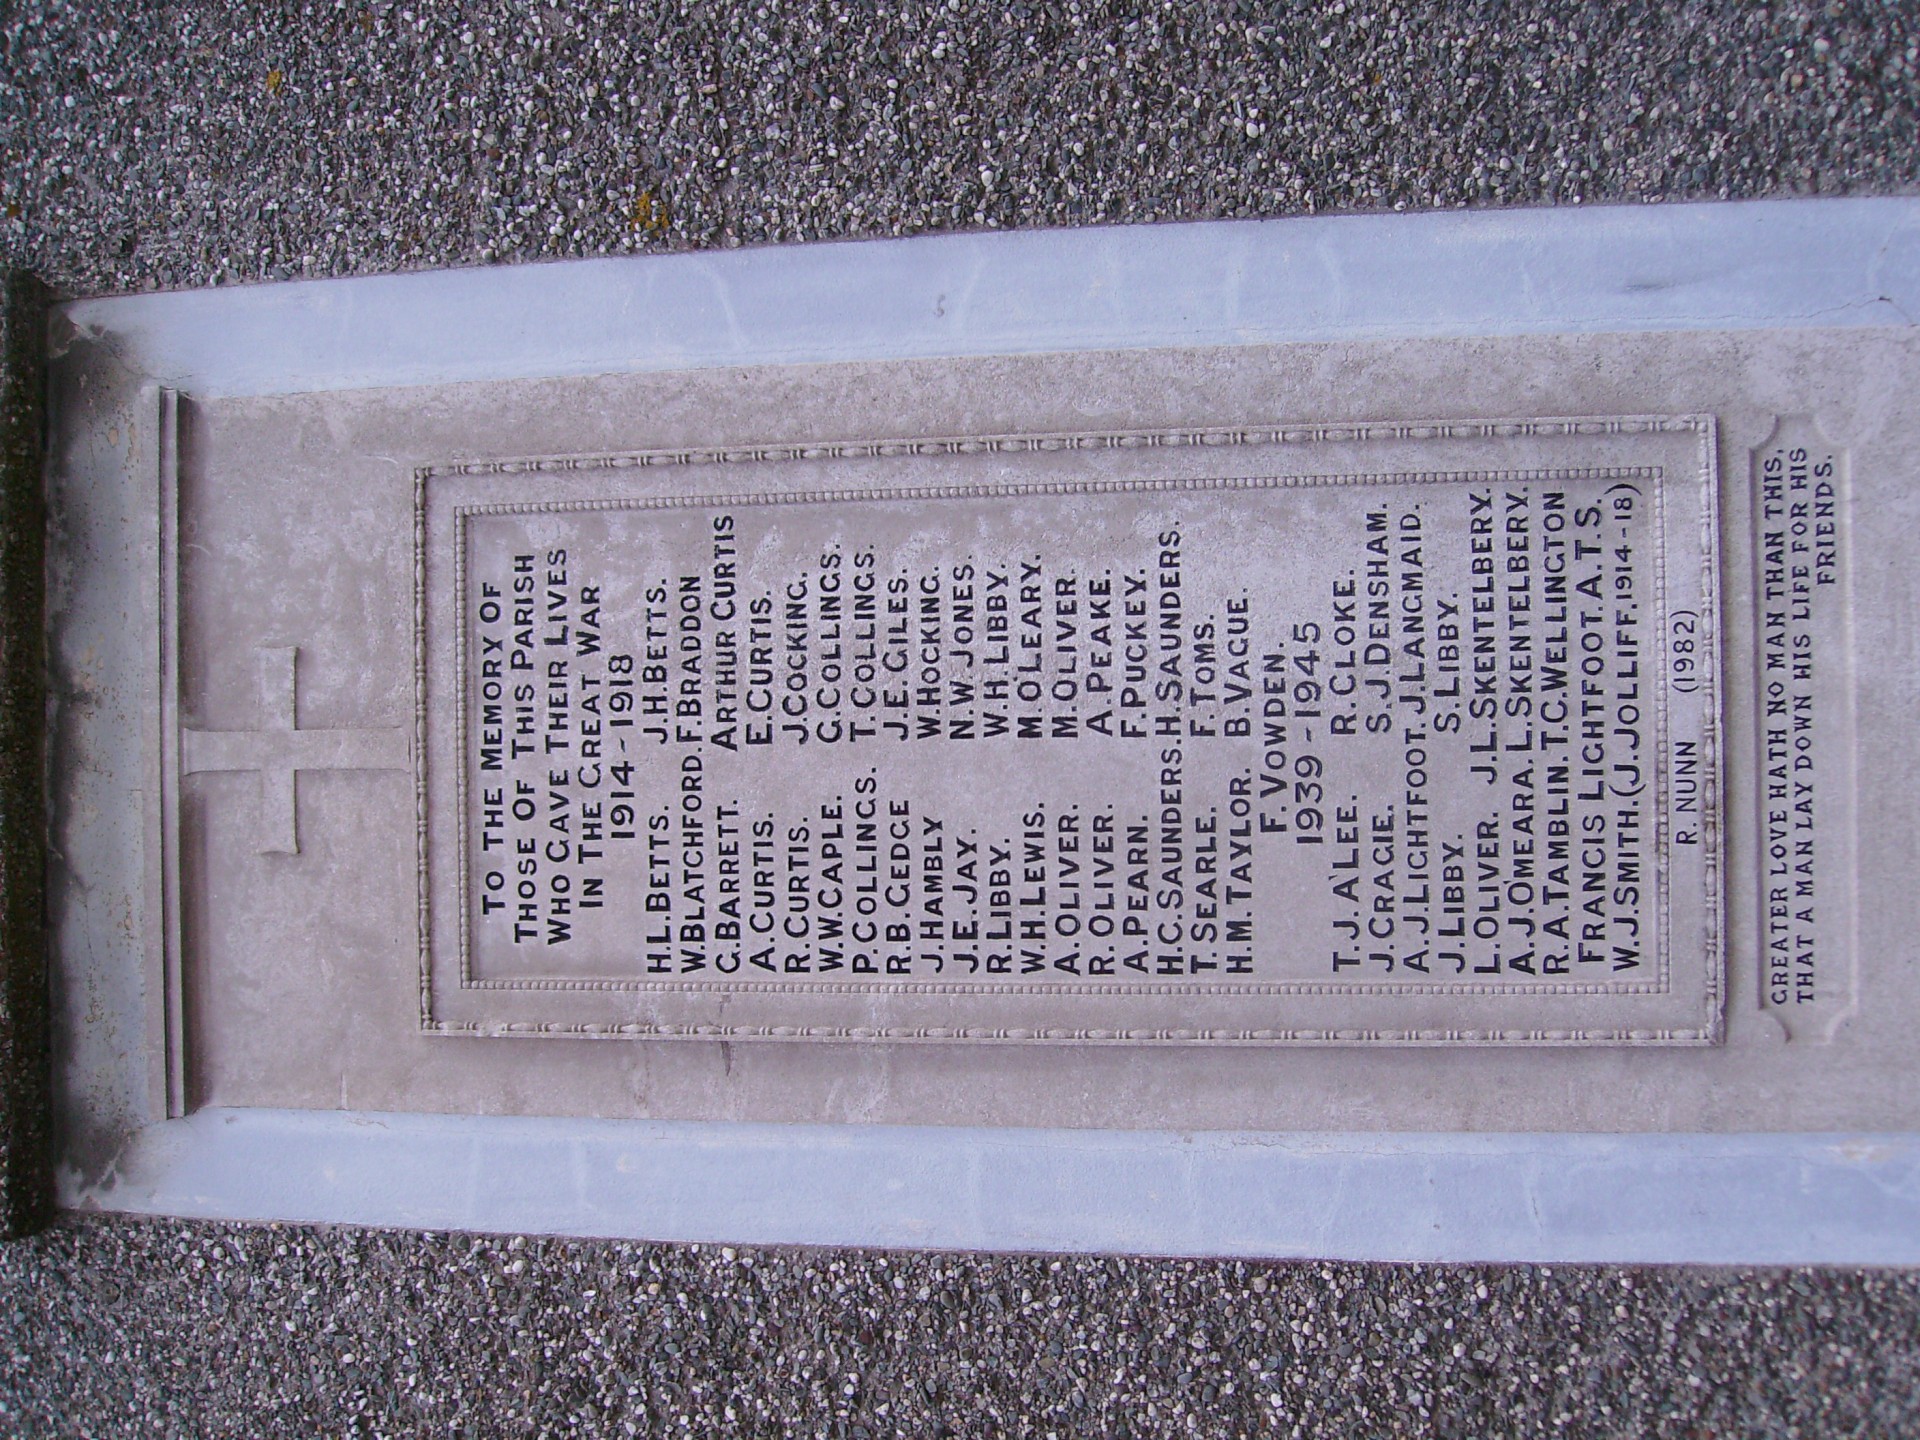 TO THE MEMORY OF
THOSE OF THIS PARISH
WHO GAVE THEIR LIVES
IN THE GREAT WAR
1914-1918
H.L.BETTS. J.H.BETTS.
W.BLATCHFORD. F.BRADDON
G.BARRETT. ARTHUR CURTIS
A.CURTIS. E.CURTIS.
R.CURTIS. J.COCKING.
W.W.CAPLE. G.COLLINGS.
P.COLLINGS. T.COLLINGS.
R.B.GEDGE J.E.GILES.
J.HAMBLY W.HOCKING.
J.E.JAY. N.W.JONES.
R.LIBBY. W.H.LIBBY.
W.H.LEWIS. M.O'LEARY.
A.OLIVER. M.OLIVER.
R.OLIVER. A.PEAKE.
A.PEARN. F.PUCKEY.
H.C.SAUNDERS. H.SAUNDERS.
T.SEARLE. F.TOMS.
H.M.TAYLOR. B.VAGUE.
F.VOWDEN.
1939-1945
T.J.A'LEE. R.CLOKE.
J.CRAGIE. S.J.DENSHAM.
A.J.LIGHTFOOT. J.LANGMAID.
J.LIBBY. S.LIBBY.
L.OLIVER. J.L.SKENTELBERY.
A.J.O'MEARA. L.SKENTELBERY.
R.A.TAMBLIN. T.C.WELLINGTON
FRANCIS LIGHTFOOT. A.T.S.
W.J.SMITH. (J.JOLLIFF, 1914-18)
R.NUNN (1982)
GREATER LOVE HATH NO MAN THAN THIS,
THAT A MAN LAY DOWN HIS LIFE FOR HIS
FRIENDS.